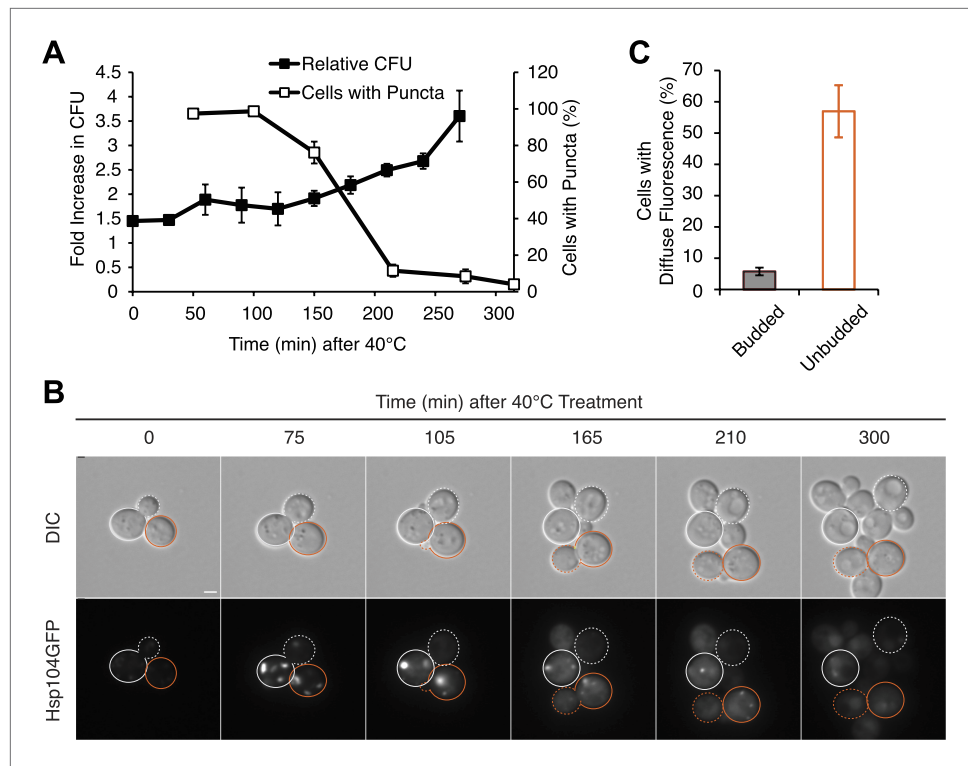 A
Relative CFU
Cells with Puncta
4.5
4
3.5
3
2.5
2
1.5
1
0.5
0
Fold Increase in CFU
120
100
80
60
40
20
0
Cells with Puncta (%)
0 50 100 150 200 250 300
Time (min) after 40°C
C
70
60
50
40
30
20
10
0
Cells with
Diffuse Fluorescence (%)
Budded
Unbudded
B
Time (min) after 40°C Treatment
0 75 105 165 210 300
DIC
Hsp104GFP